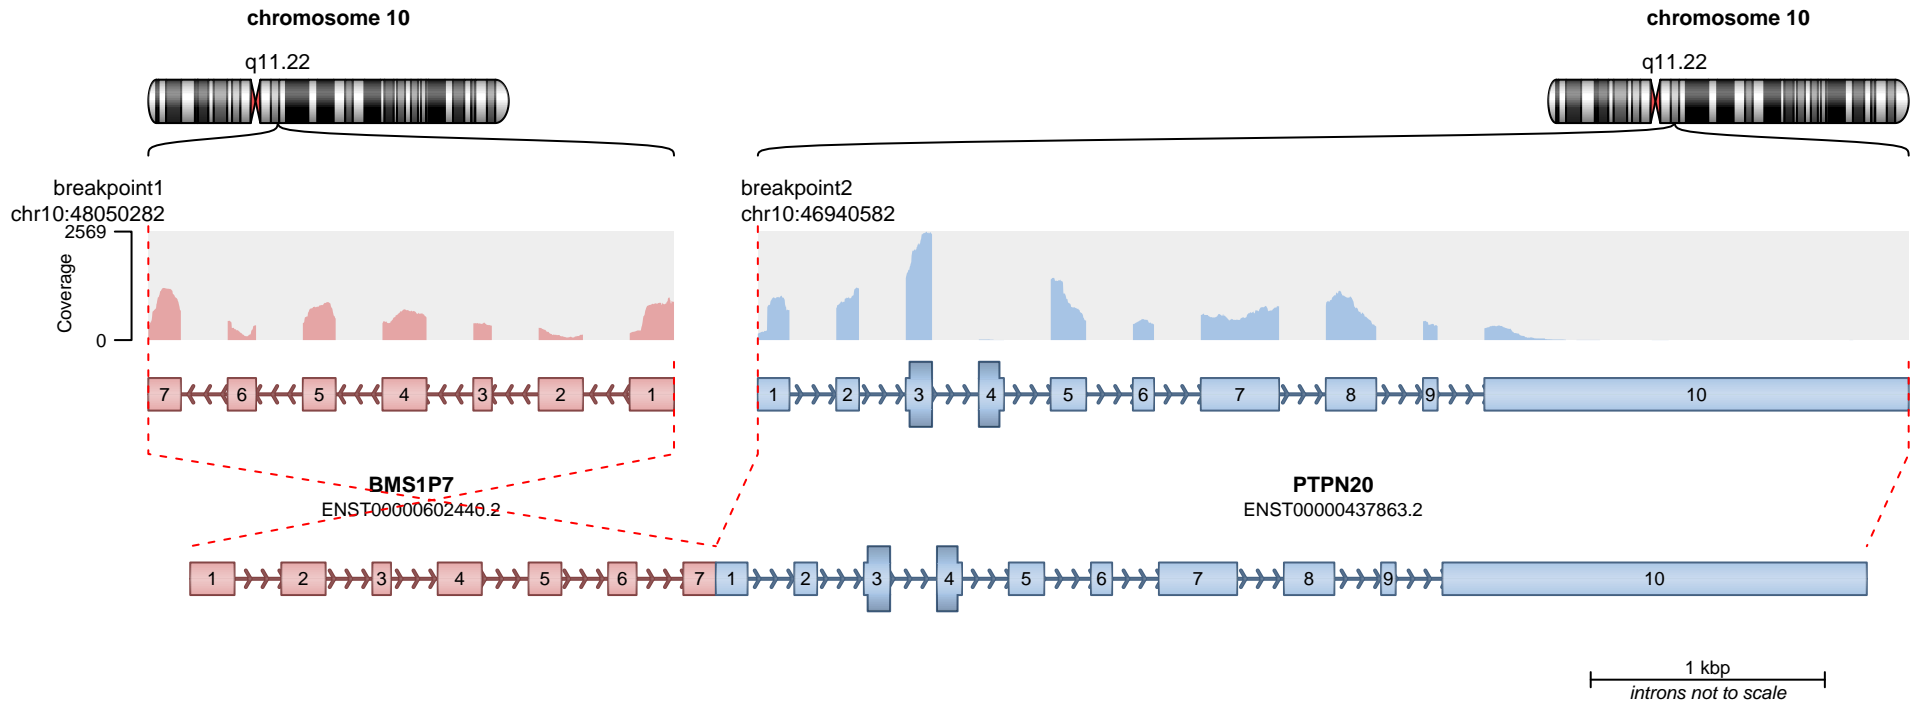 chromosome 10
chromosome 10
q11.22
q11.22
breakpoint1
chr10:48050282
breakpoint2
chr10:46940582
2569
Coverage
0
7 6 5 4 3 2 1
1 2 3 4 5 6 7 8 9 10
BMS1P7
ENST00000602440.2
PTPN20
ENST00000437863.2
1 2 3 4 5 6 7 1 2 3 4 5 6 7 8 9 10
1 kbp
introns not to scale